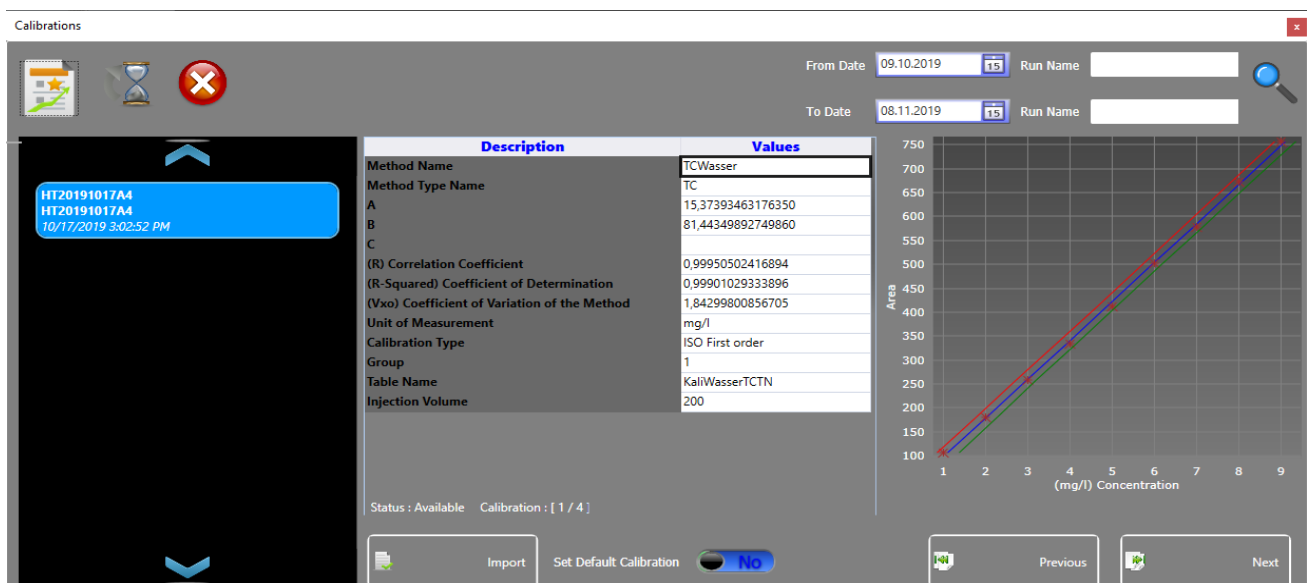 Calibrations
x
From Date 09.10.2019 15 Run Name
To Date 08.11.2019 15 Run Name
HT20191017A4
HT20191017A4
10/17/2019 3:02:52 PM
Description Values
Method Name TCWasser
Method Type Name TC
A 15,37393463176350
B 81,44349892749860
C
(R) Correlation Coefficient 0,99950502416894
(R-Squared) Coefficient of Determination 0,99901029333896
(Vxo) Coefficient of Variation of the Method 1,84299800856705
Unit of Measurement mg/l
Calibration Type ISO First order
Group 1
Table Name KaliWasserTCTN
Injection Volume 200
Status : Available Calibration : [ 1 / 4 ]
750
700
650
600
550
500
450
400
350
300
250
200
150
100
Area
1 2 3 4 5 6 7 8 9
(mg/l) Concentration
Import Set Default Calibration No Previous Next